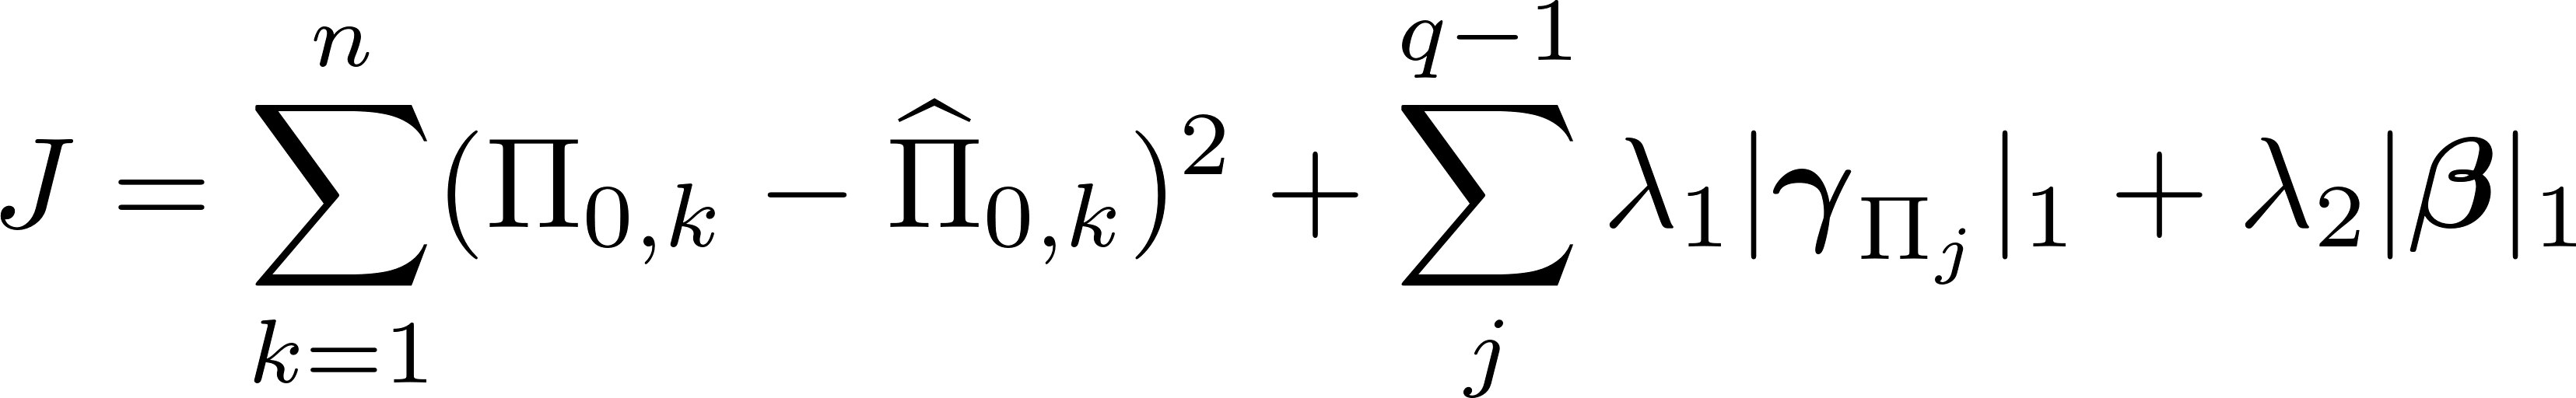 J = \sum_{k=1}^{n} (\Pi_{0,k} - \widehat{\Pi}_{0,k})^2 + \sum_{j}^{q-1} \lambda_1 |\boldsymbol{\gamma}_{\Pi_j}|_1 + \lambda_2 |\boldsymbol{\beta}|_1